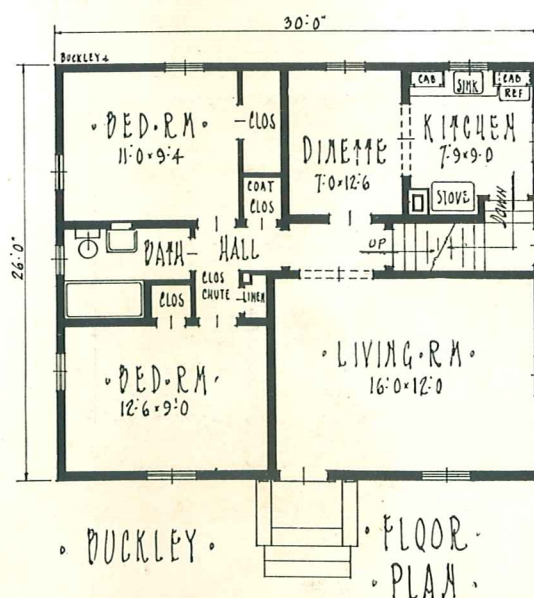 30'-0"
BUCKLEY 4
26'-0"
• BED • RM •
11'-0 × 9'-4
CLOS
COAT
CLOS
DINETTE
7'-0 × 12'-6
CAB
SINK
CAB
REF
KITCHEN
7'-9 × 9'-0
STOVE
DOWN
UP
BATH
HALL
CLOS
CLOS
CHUTE
LINEN
• BED • RM •
12'-6 × 9'-0
• LIVING • RM •
16'-0 × 12'-0
• BUCKLEY •
• FLOOR •
• PLAN •